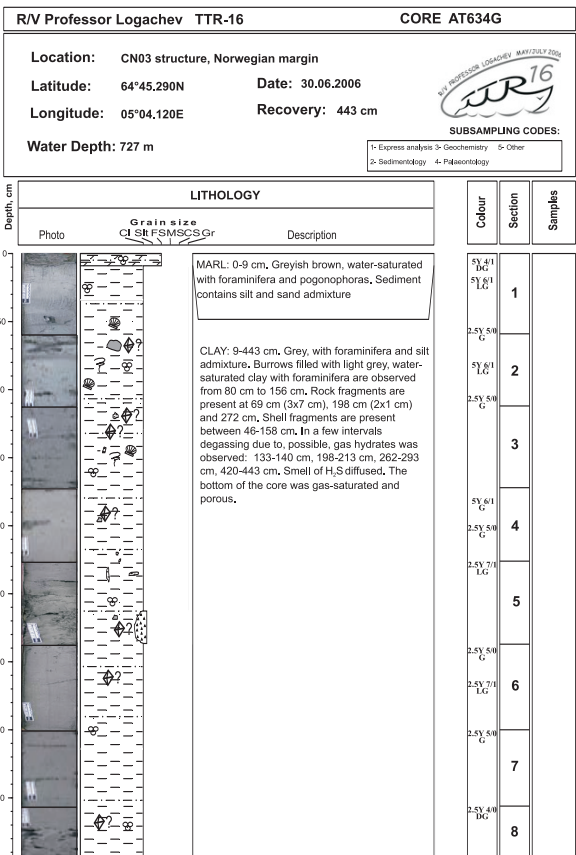 R/V Professor Logachev TTR-16 CORE AT634G
Location: CN03 structure, Norwegian margin
Latitude: 64°45.290N Date: 30.06.2006
Longitude: 05°04.120E Recovery: 443 cm
Water Depth: 727 m
R/V PROFESSOR LOGACHEV MAY/JULY 2006
TTR 16
SUBSAMPLING CODES:
1- Express analysis 3- Geochemistry 5- Other
2- Sedimentology 4- Palaeontology
Depth, cm
LITHOLOGY
Photo
Grain size
Cl Slt FS MS CS Gr
Description
Colour
Section
Samples
MARL: 0-9 cm. Greyish brown, water-saturated
with foraminifera and pogonophoras. Sediment
contains silt and sand admixture
CLAY: 9-443 cm. Grey, with foraminifera and silt
admixture. Burrows filled with light grey, water-
saturated clay with foraminifera are observed
from 80 cm to 156 cm. Rock fragments are
present at 69 cm (3x7 cm), 198 cm (2x1 cm)
and 272 cm. Shell fragments are present
between 46-158 cm. In a few intervals
degassing due to, possible, gas hydrates was
observed: 133-140 cm, 198-213 cm, 262-293
cm, 420-443 cm. Smell of H₂S diffused. The
bottom of the core was gas-saturated and
porous.
0
?
?
?
?
?
?
?
?
?
5Y 4/1
DG
5Y 6/1
LG
2.5Y 5/0
G
5Y 6/1
LG
2.5Y 5/0
G
5Y 6/1
G
2.5Y 5/0
G
2.5Y 7/1
LG
2.5Y 5/0
G
2.5Y 7/1
LG
2.5Y 5/0
G
2.5Y 4/0
DG
1
2
3
4
5
6
7
8